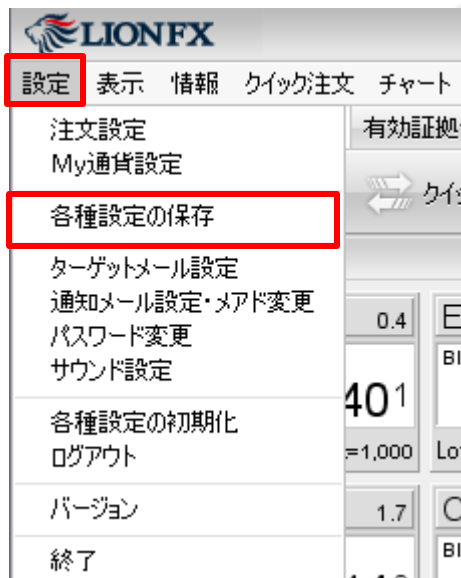 LION FX
設定 表示 情報 クイック注文 チャート
注文設定
My通貨設定
各種設定の保存
ターゲットメール設定
通知メール設定・メアド変更
パスワード変更
サウンド設定
各種設定の初期化
ログアウト
バージョン
終了
有効証拠
クイ
0.4 E
BI
401
=1,000 Lo
1.7
BI